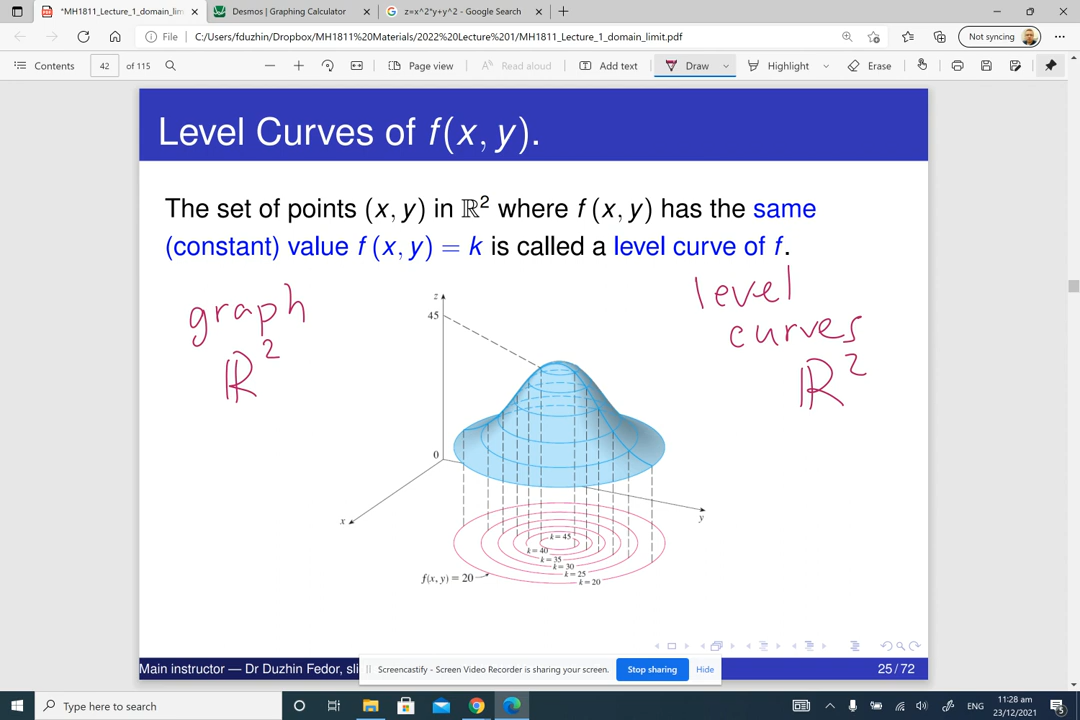 *MH1811_Lecture_1_domain_lim
Desmos | Graphing Calculator
z=x^2*y+y^2 - Google Search
File
C:/Users/fduzhin/Dropbox/MH1811%20Materials/2022%20Lecture%201/MH1811_Lecture_1_domain_limit.pdf
Not syncing
Contents
42
of 115
Page view
Read aloud
Add text
Draw
Highlight
Erase
Level Curves of f(x, y).
The set of points (x, y) in ℝ² where f(x, y) has the same
(constant) value f(x, y) = k is called a level curve of f.
graph
ℝ²
level
curves
ℝ²
z
45
0
x
y
k=45
k=40
k=35
k=30
k=25
k=20
f(x, y) = 20
Main instructor — Dr Duzhin Fedor, sli
25 / 72
Screencastify - Screen Video Recorder is sharing your screen.
Stop sharing
Hide
Type here to search
ENG
11:28 am
23/12/2021
5